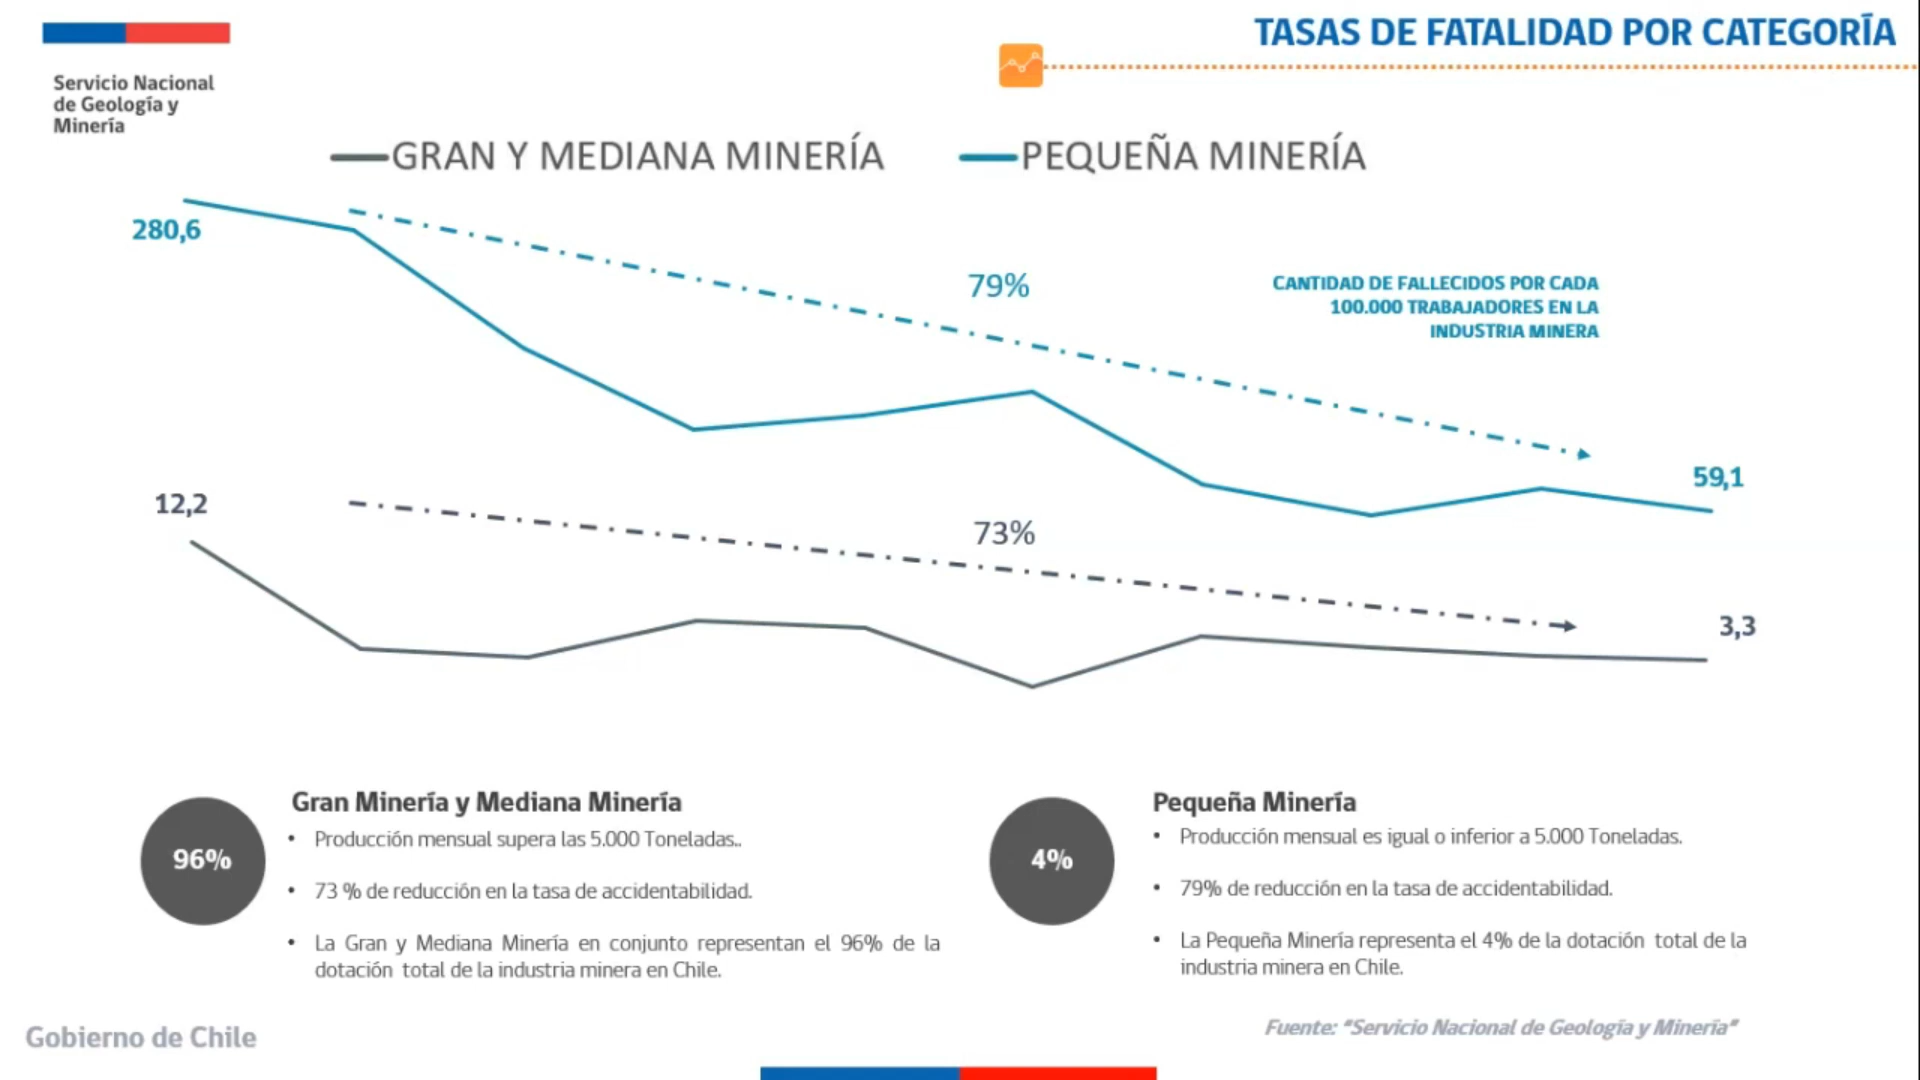 TASAS DE FATALIDAD POR CATEGORÍA
Servicio Nacional
de Geología y
Minería
GRAN Y MEDIANA MINERÍA
PEQUEÑA MINERÍA
280,6
79%
CANTIDAD DE FALLECIDOS POR CADA
100.000 TRABAJADORES EN LA
INDUSTRIA MINERA
59,1
12,2
73%
3,3
96%
Gran Minería y Mediana Minería
• Producción mensual supera las 5.000 Toneladas..
• 73 % de reducción en la tasa de accidentabilidad.
• La Gran y Mediana Minería en conjunto representan el 96% de la
dotación total de la industria minera en Chile.
4%
Pequeña Minería
• Producción mensual es igual o inferior a 5.000 Toneladas.
• 79% de reducción en la tasa de accidentabilidad.
• La Pequeña Minería representa el 4% de la dotación total de la
industria minera en Chile.
Gobierno de Chile
Fuente: "Servicio Nacional de Geología y Minería"